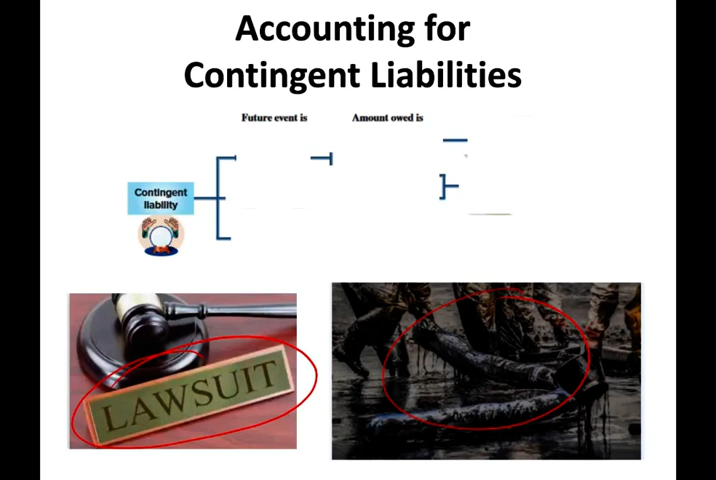 Accounting for
Contingent Liabilities
Future event is
Amount owed is
Contingent
liability
LAWSUIT